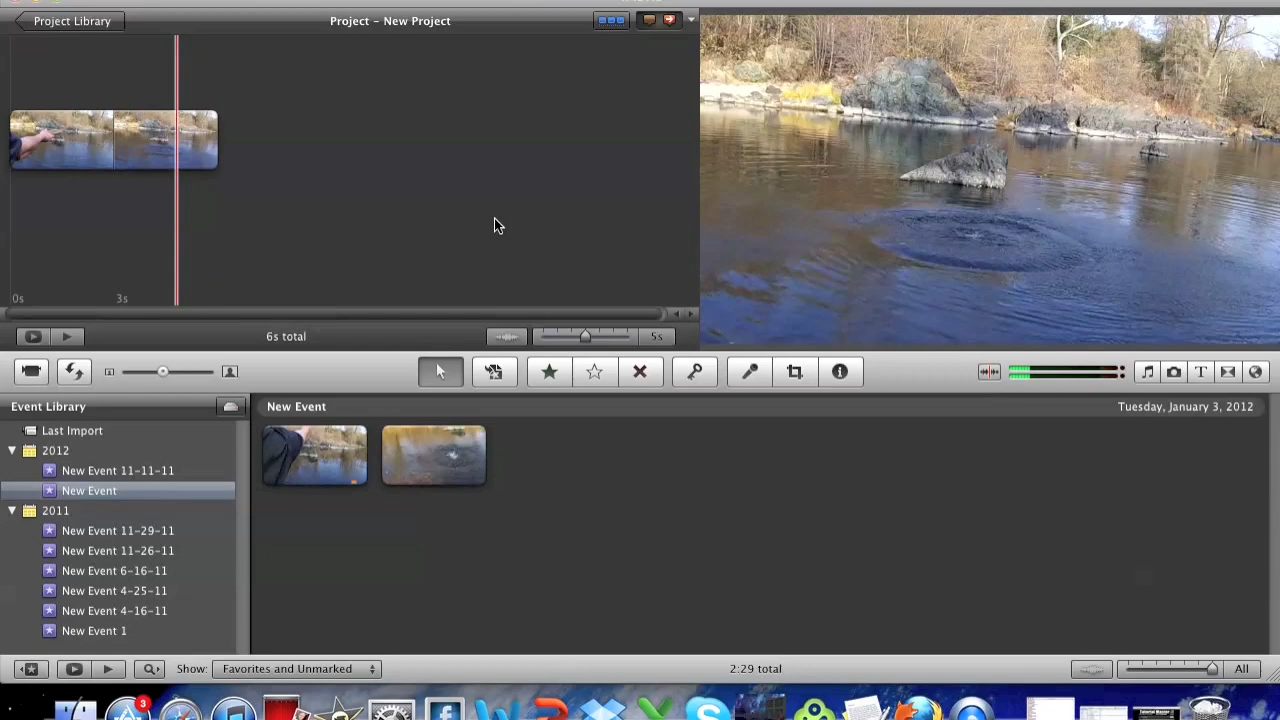 Project Library
Project – New Project
0s
3s
6s total
5s
Event Library
New Event
Tuesday, January 3, 2012
Last Import
2012
New Event 11-11-11
New Event
2011
New Event 11-29-11
New Event 11-26-11
New Event 6-16-11
New Event 4-25-11
New Event 4-16-11
New Event 1
Show:
Favorites and Unmarked
2:29 total
All
3